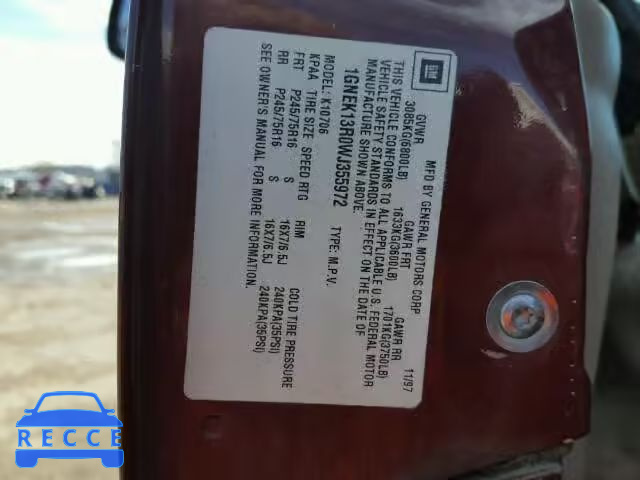 GM
MFD BY GENERAL MOTORS CORP 11/97
GVWR GAWR FRT GAWR RR
3085KG(6800LB) 1633KG(3600LB) 1701KG(3750LB)
THIS VEHICLE CONFORMS TO ALL APPLICABLE U.S. FEDERAL MOTOR
VEHICLE SAFETY STANDARDS IN EFFECT ON THE DATE OF
MANUFACTURE SHOWN ABOVE.
1GNEK13R0WJ355972 TYPE: M.P.V.
MODEL: K10706
KPAA TIRE SIZE SPEED RTG RIM COLD TIRE PRESSURE
FRT P245/75R16 S 16X7/6.5J 240KPA(35PSI)
RR P245/75R16 S 16X7/6.5J 240KPA(35PSI)
SEE OWNER'S MANUAL FOR MORE INFORMATION.
RECCE